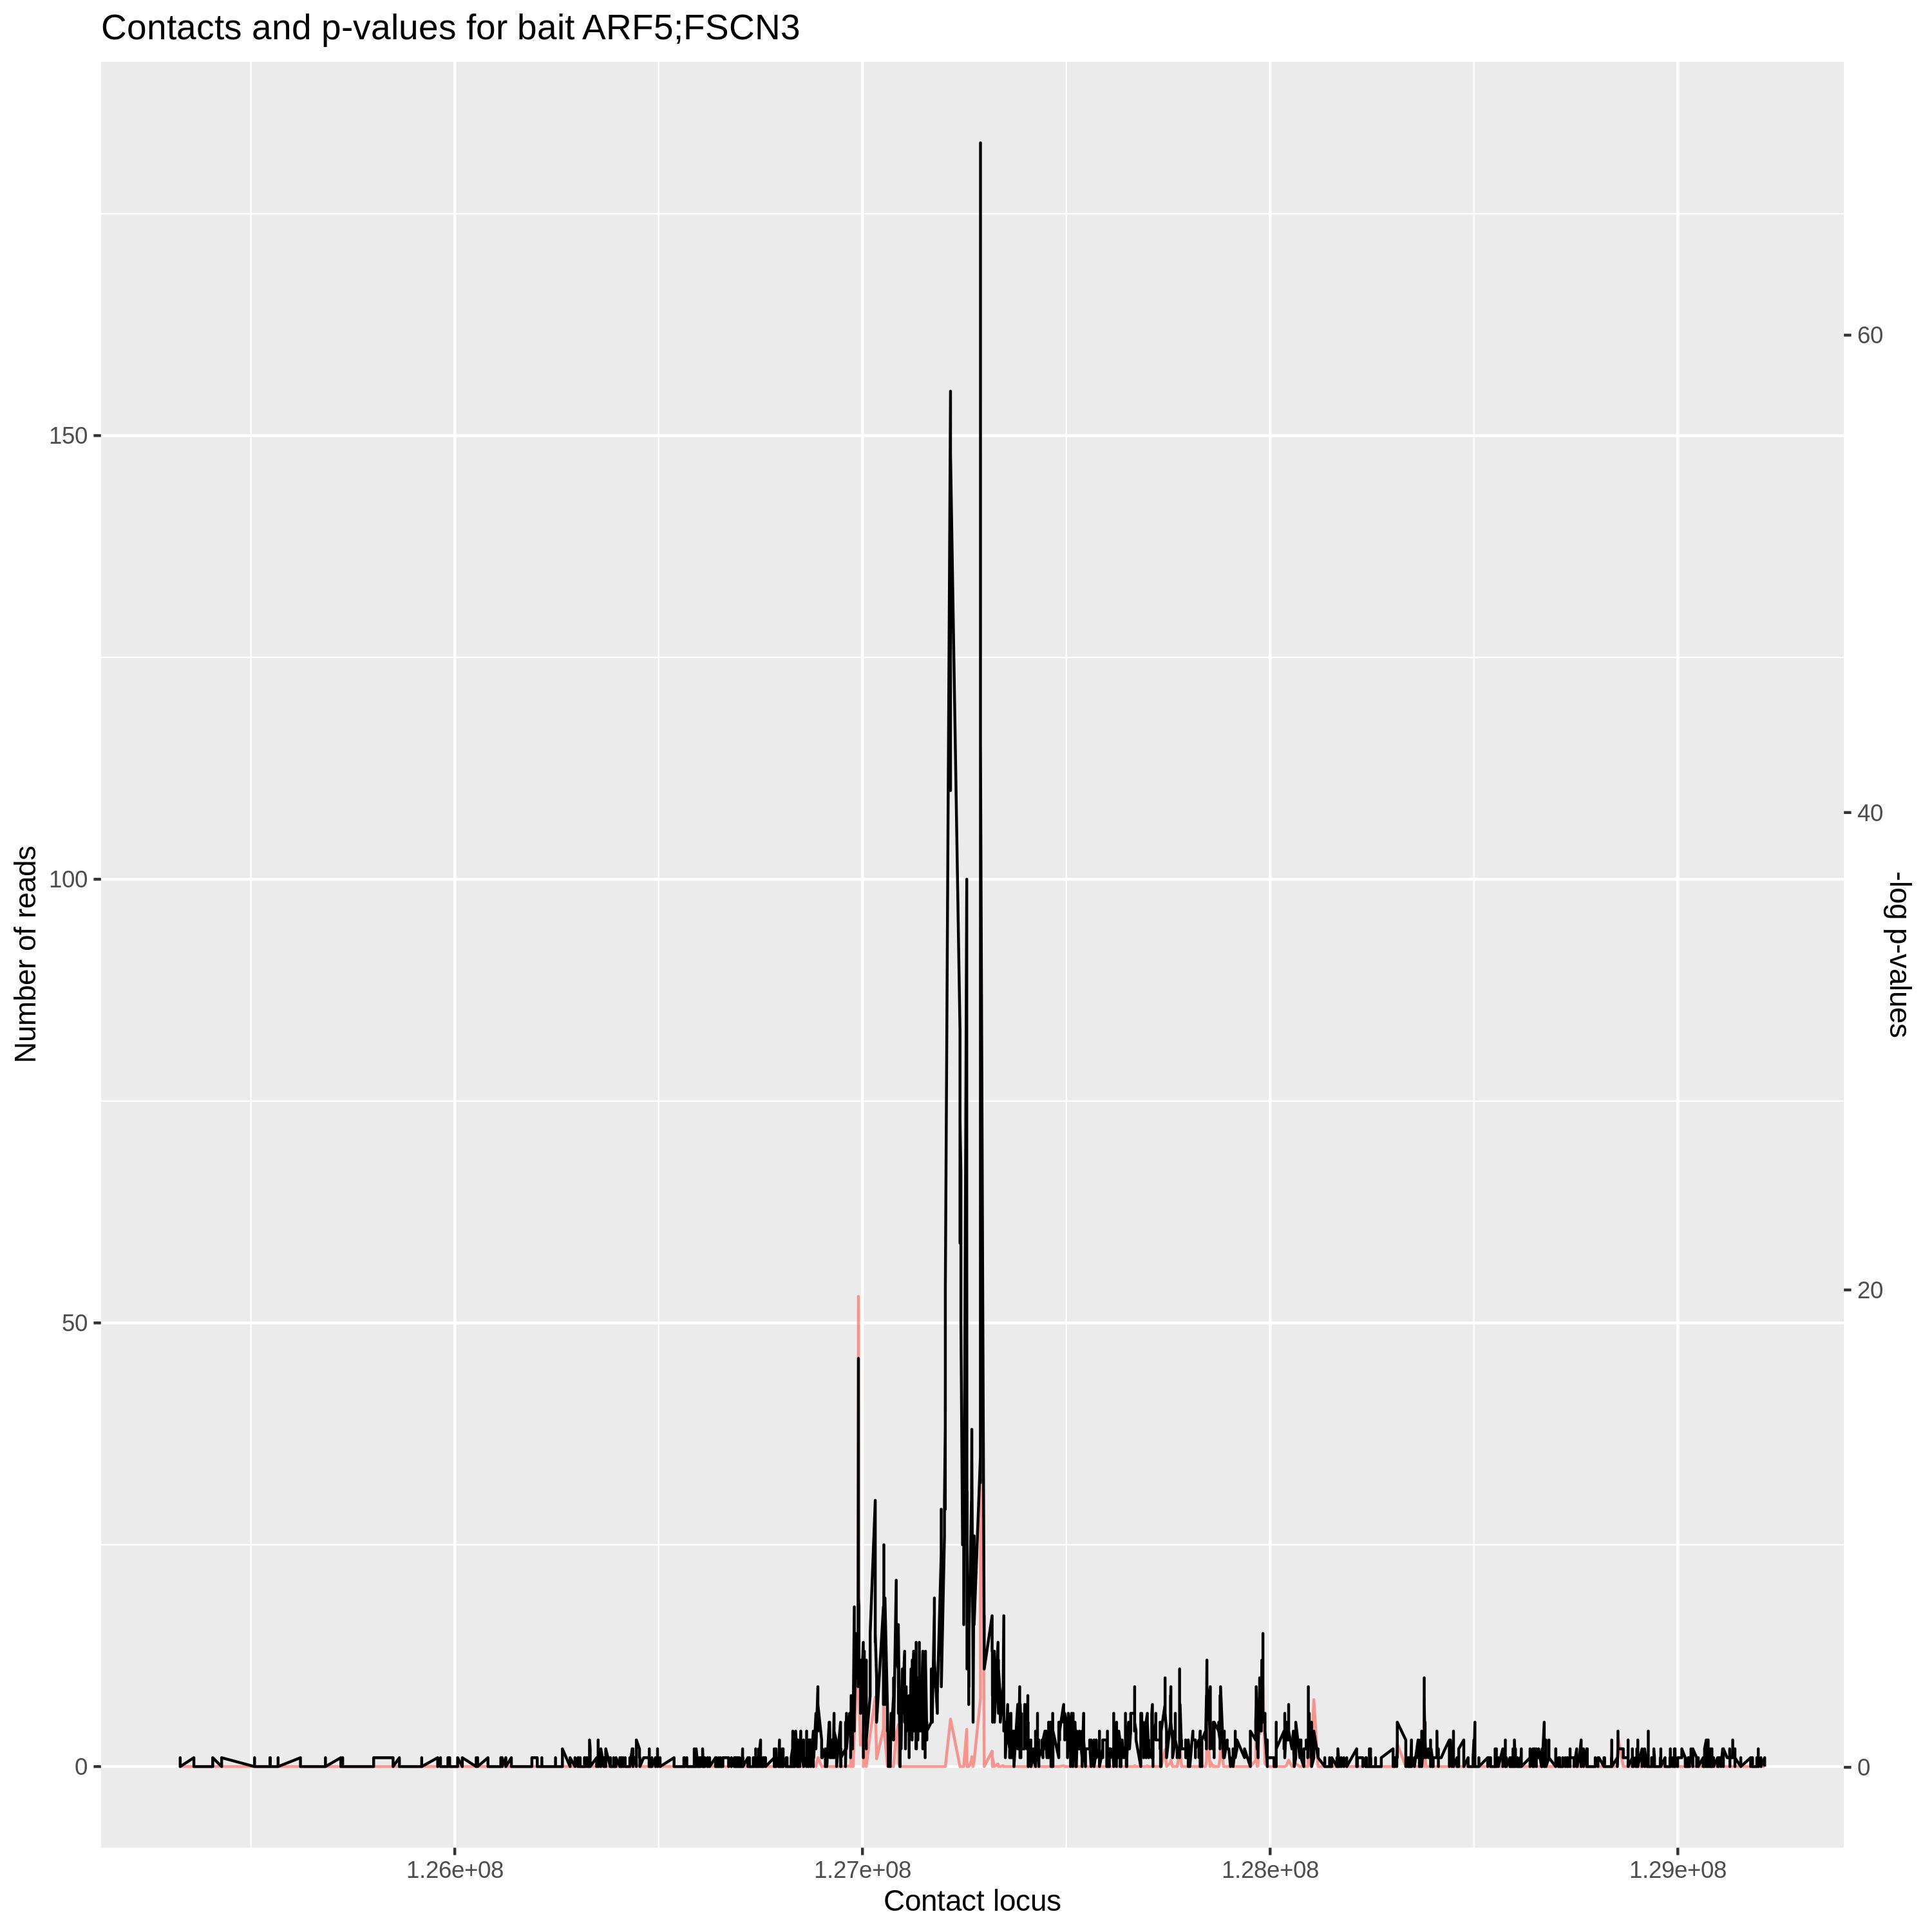 Contacts and p-values for bait ARF5;FSCN3
Number of reads
150
100
50
0
-log p-values
60
40
20
0
1.26e+08
1.27e+08
1.28e+08
1.29e+08
Contact locus